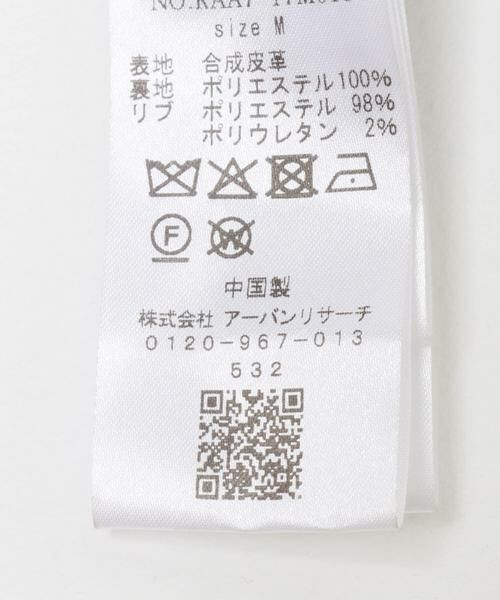 size M
表地 合成皮革
裏地 ポリエステル100%
リブ ポリエステル 98%
ポリウレタン 2%
F
W
中国製
株式会社 アーバンリサーチ
0120-967-013
532